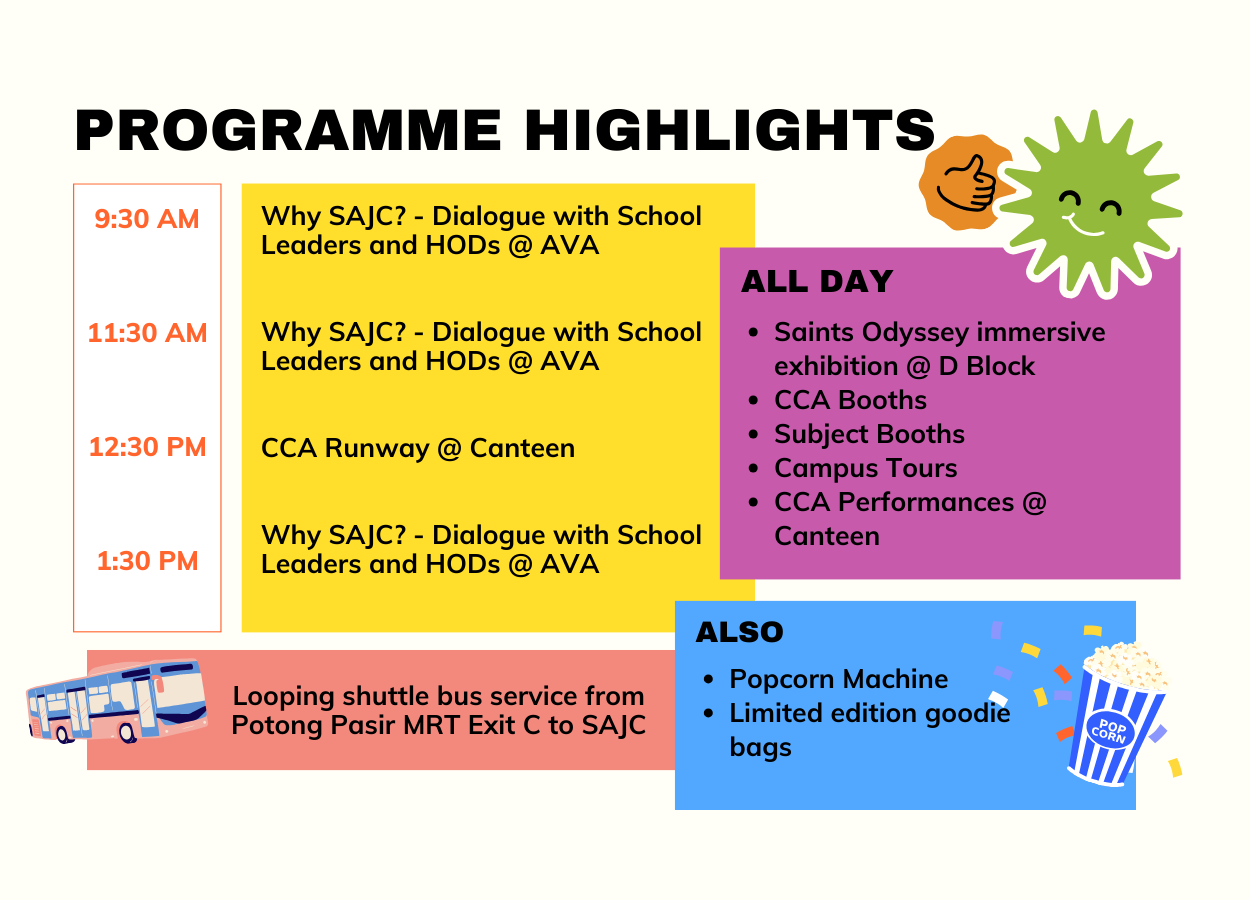 PROGRAMME HIGHLIGHTS
9:30 AM
Why SAJC? - Dialogue with School
Leaders and HODs @ AVA
11:30 AM
Why SAJC? - Dialogue with School
Leaders and HODs @ AVA
12:30 PM
CCA Runway @ Canteen
1:30 PM
Why SAJC? - Dialogue with School
Leaders and HODs @ AVA
ALL DAY
• Saints Odyssey immersive
exhibition @ D Block
• CCA Booths
• Subject Booths
• Campus Tours
• CCA Performances @
Canteen
Looping shuttle bus service from
Potong Pasir MRT Exit C to SAJC
ALSO
• Popcorn Machine
• Limited edition goodie
bags
POP
CORN